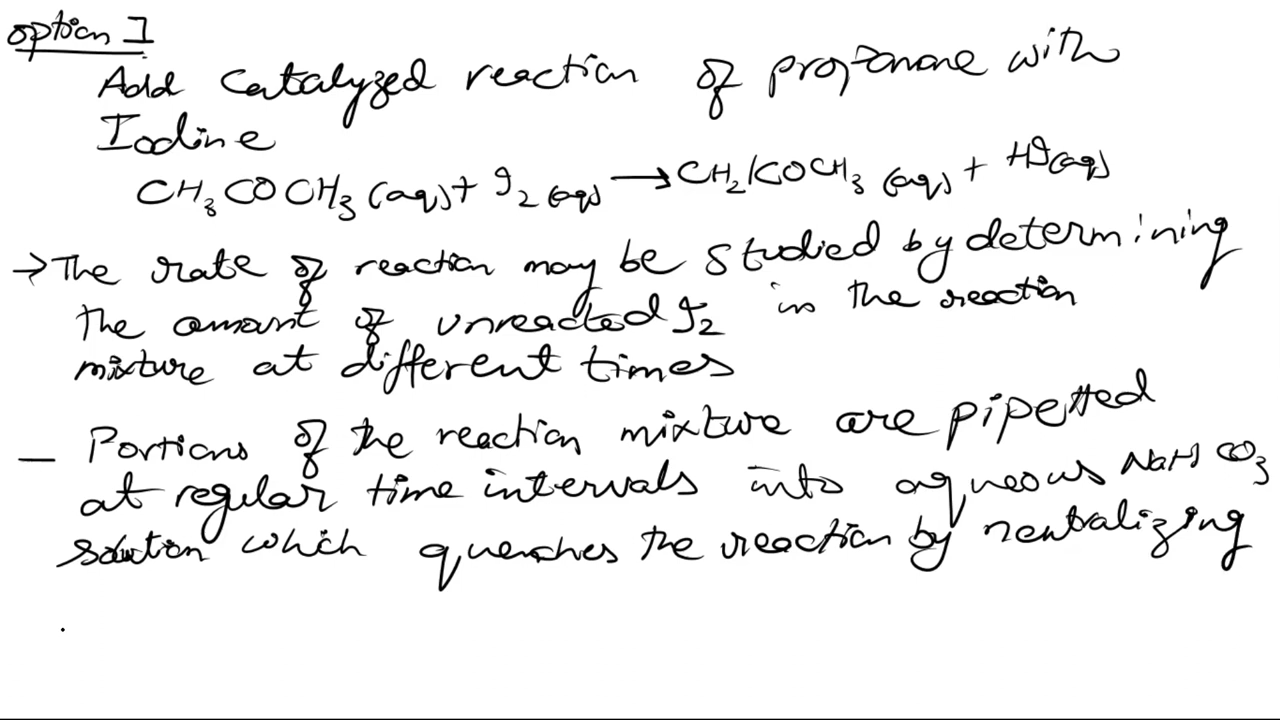 option I
Add Catalyzed reaction of propanone with
Iodine
CH₃COCH₃ (aq) + I₂ (aq) → CH₂ICOCH₃ (aq) + HI (aq)
→ The rate of reaction may be studied by determining
the amount of unreacted I₂ in the reaction
mixture at different times
— Portions of the reaction mixture are pipetted
at regular time intervals into aqueous NaHCO₃
solution which quenches the reaction by neutralizing